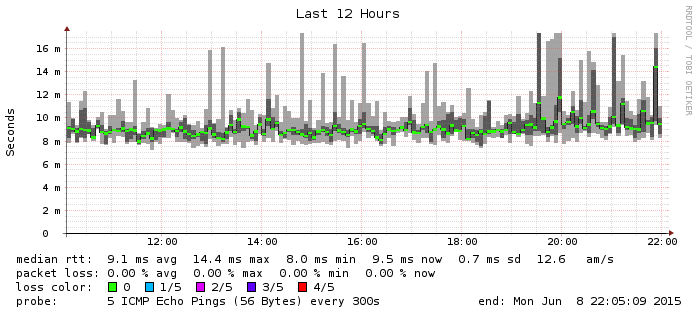 Last 12 Hours
RRDTOOL / TOBI OETIKER
Seconds
16 m
14 m
12 m
10 m
8 m
6 m
4 m
2 m
0
12:00 14:00 16:00 18:00 20:00 22:00
median rtt: 9.1 ms avg 14.4 ms max 8.0 ms min 9.5 ms now 0.7 ms sd 12.6 am/s
packet loss: 0.00 % avg 0.00 % max 0.00 % min 0.00 % now
loss color: 0 1/5 2/5 3/5 4/5
probe: 5 ICMP Echo Pings (56 Bytes) every 300s end: Mon Jun 8 22:05:09 2015